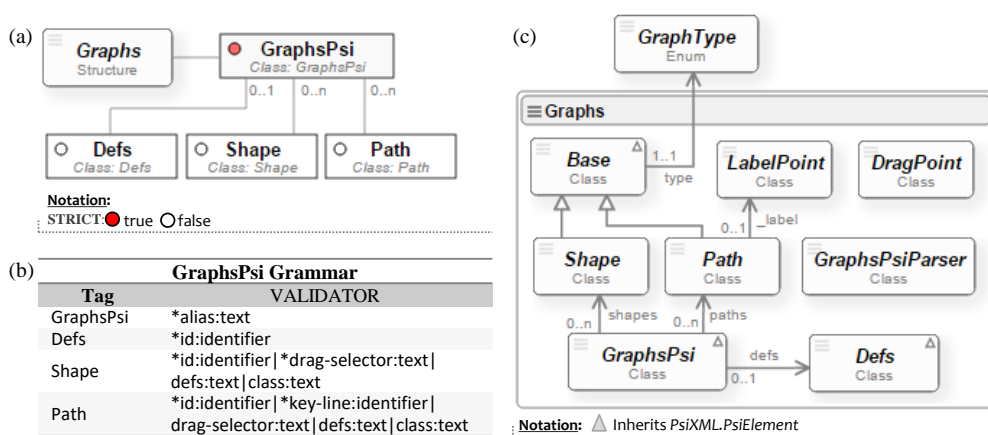 (a)
Graphs
Structure
GraphsPsi
Class: GraphsPsi
0..1
0..n
0..n
Defs
Class: Defs
Shape
Class: Shape
Path
Class: Path
Notation:
STRICT: true false
(b)
GraphsPsi Grammar
Tag VALIDATOR
GraphsPsi *alias:text
Defs *id:identifier
Shape *id:identifier|*drag-selector:text|
defs:text|class:text
Path *id:identifier|*key-line:identifier|
drag-selector:text|defs:text|class:text
(c)
GraphType
Enum
Graphs
Base
Class
1..1
type
LabelPoint
Class
DragPoint
Class
0..1
_label
Shape
Class
Path
Class
GraphsPsiParser
Class
0..n
shapes
0..n
paths
GraphsPsi
Class
defs
0..1
Defs
Class
Notation: Inherits PsiXML.PsiElement